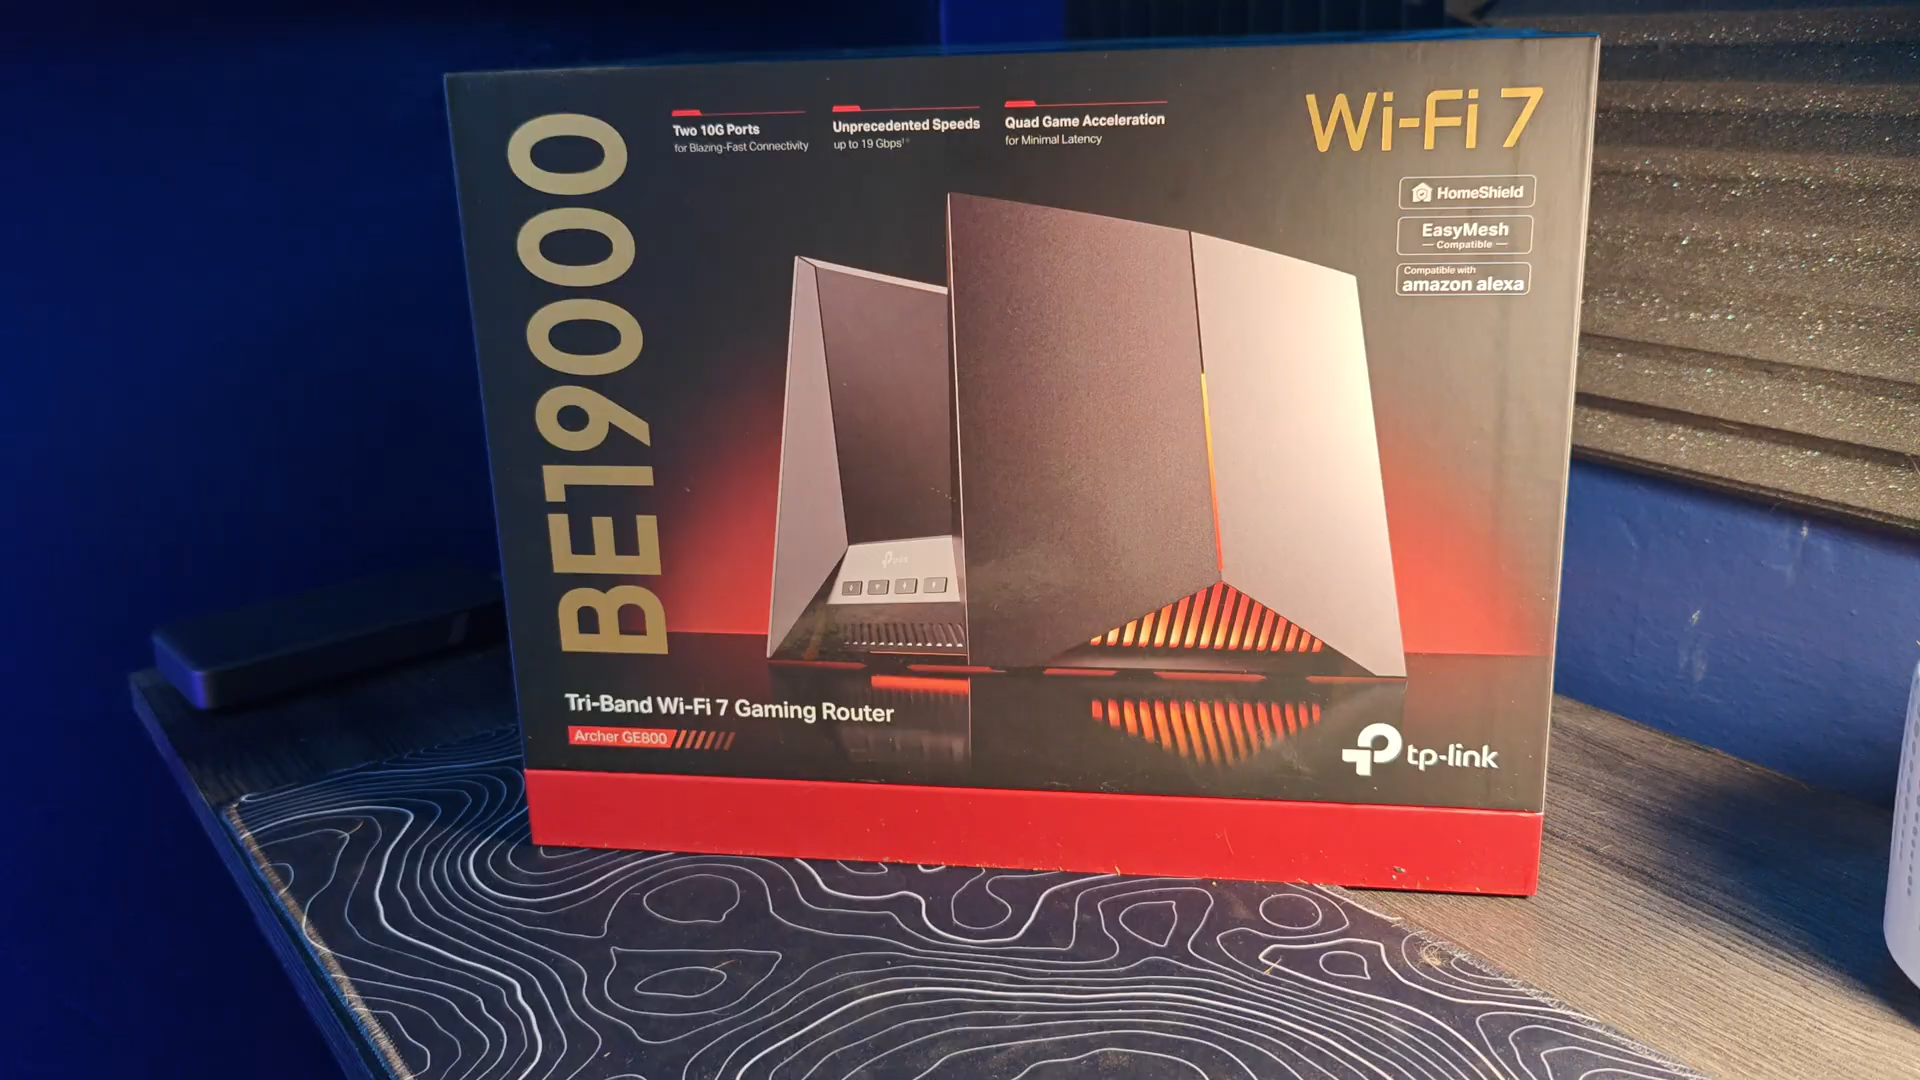 BE19000
Two 10G Ports
for Blazing-Fast Connectivity
Unprecedented Speeds
up to 19 Gbps
Quad Game Acceleration
for Minimal Latency
Wi-Fi 7
HomeShield
EasyMesh
Compatible
Compatible with
amazon alexa
tp-link
Tri-Band Wi-Fi 7 Gaming Router
Archer GE800
tp-link